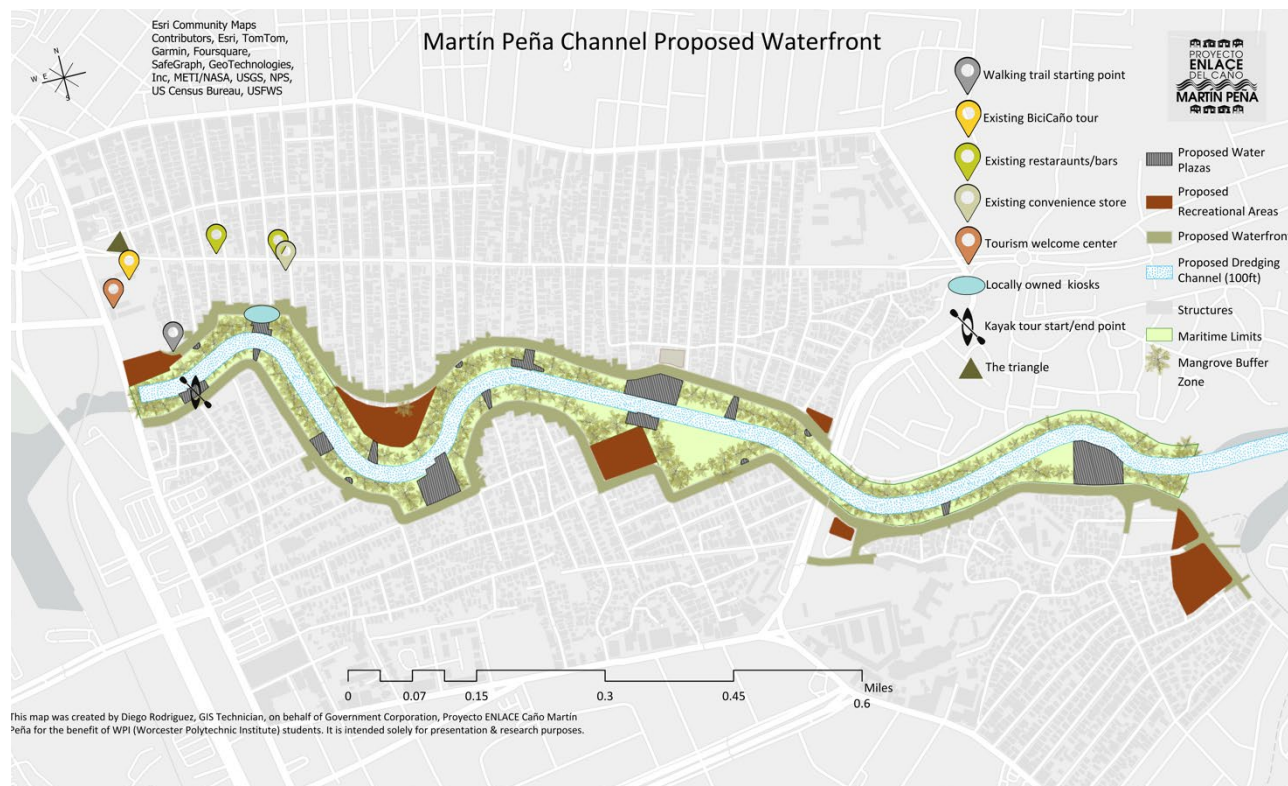 Esri Community Maps
Contributors, Esri, TomTom,
Garmin, Foursquare,
SafeGraph, GeoTechnologies,
Inc, METI/NASA, USGS, NPS,
US Census Bureau, USFWS
N
W E
S
Martín Peña Channel Proposed Waterfront
PROYECTO
ENLACE
DEL CAÑO
MARTÍN PEÑA
Walking trail starting point
Existing BiciCaño tour
Existing restaraunts/bars
Existing convenience store
Tourism welcome center
Locally owned kiosks
Kayak tour start/end point
The triangle
Proposed Water
Plazas
Proposed
Recreational Areas
Proposed Waterfront
Proposed Dredging
Channel (100ft)
Structures
Maritime Limits
Mangrove Buffer
Zone
Miles
0 0.07 0.15 0.3 0.45 0.6
This map was created by Diego Rodriguez, GIS Technician, on behalf of Government Corporation, Proyecto ENLACE Caño Martín
Peña for the benefit of WPI (Worcester Polytechnic Institute) students. It is intended solely for presentation & research purposes.